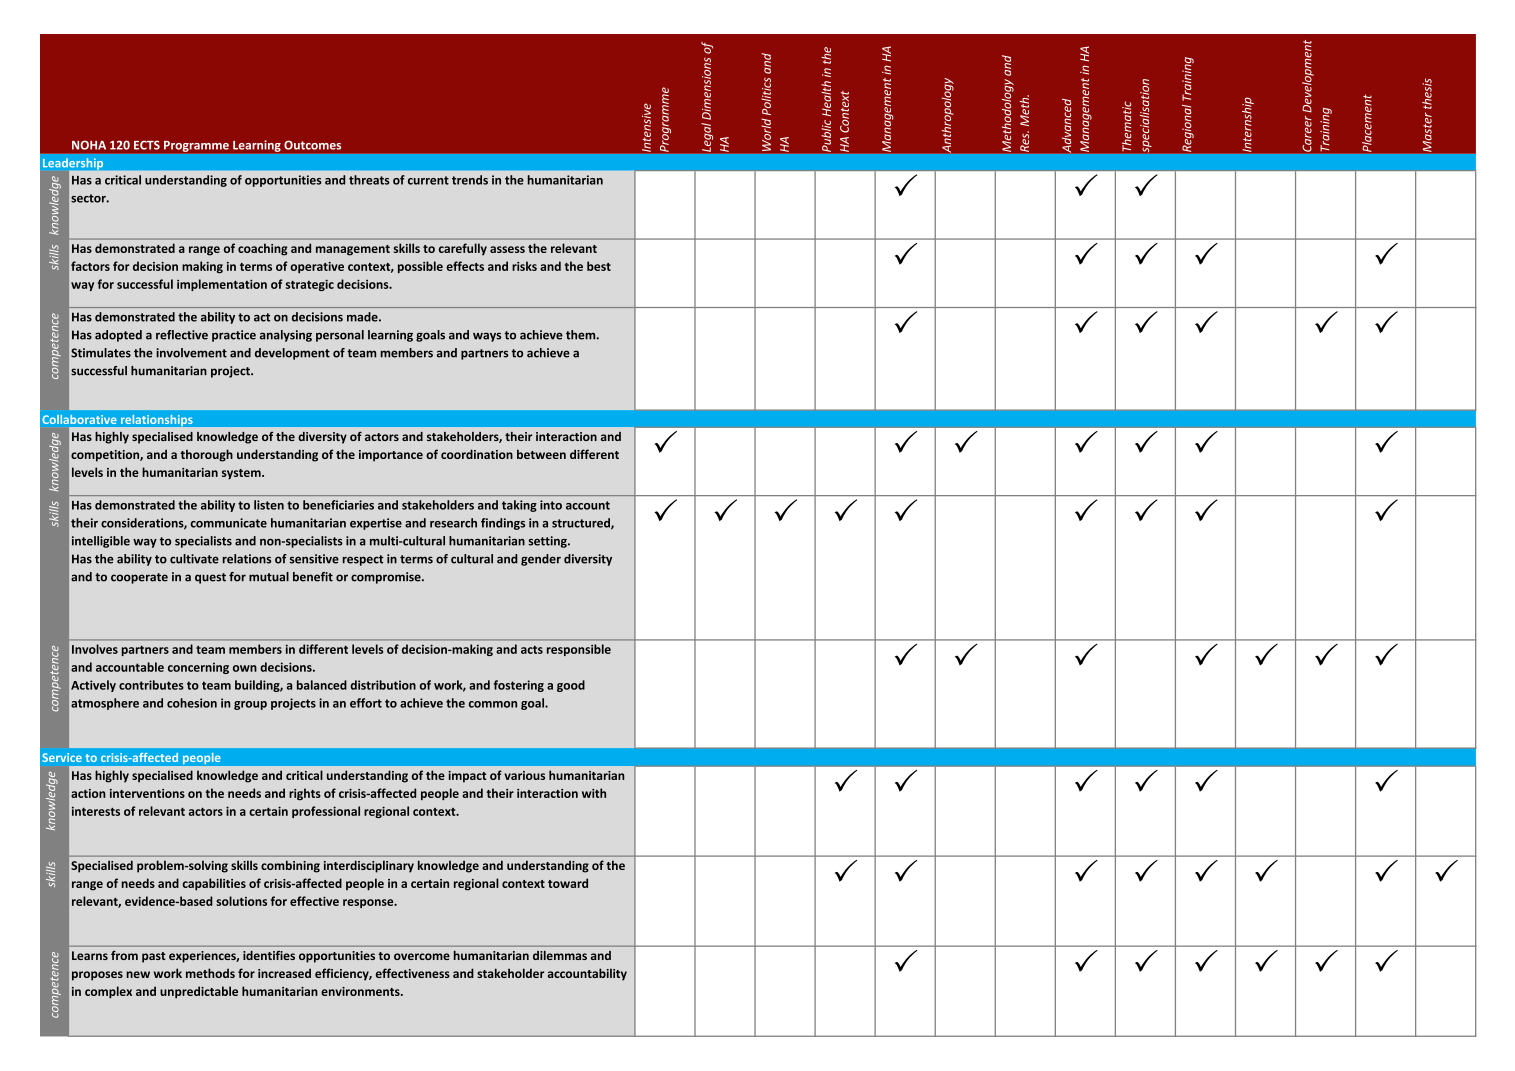 NOHA 120 ECTS Programme Learning Outcomes
Intensive
Programme
Legal Dimensions of
HA
World Politics and
HA
Public Health in the
HA Context
Management in HA
Anthropology
Methodology and
Res. Meth.
Advanced
Management in HA
Thematic
specialisation
Regional Training
Internship
Career Development
Training
Placement
Master thesis
Leadership
knowledge
Has a critical understanding of opportunities and threats of current trends in the humanitarian
sector.
✓ ✓ ✓
skills
Has demonstrated a range of coaching and management skills to carefully assess the relevant
factors for decision making in terms of operative context, possible effects and risks and the best
way for successful implementation of strategic decisions.
✓ ✓ ✓ ✓ ✓
competence
Has demonstrated the ability to act on decisions made.
Has adopted a reflective practice analysing personal learning goals and ways to achieve them.
Stimulates the involvement and development of team members and partners to achieve a
successful humanitarian project.
✓ ✓ ✓ ✓ ✓ ✓
Collaborative relationships
knowledge
Has highly specialised knowledge of the diversity of actors and stakeholders, their interaction and
competition, and a thorough understanding of the importance of coordination between different
levels in the humanitarian system.
✓ ✓ ✓ ✓ ✓ ✓ ✓
skills
Has demonstrated the ability to listen to beneficiaries and stakeholders and taking into account
their considerations, communicate humanitarian expertise and research findings in a structured,
intelligible way to specialists and non-specialists in a multi-cultural humanitarian setting.
Has the ability to cultivate relations of sensitive respect in terms of cultural and gender diversity
and to cooperate in a quest for mutual benefit or compromise.
✓ ✓ ✓ ✓ ✓ ✓ ✓ ✓ ✓
competence
Involves partners and team members in different levels of decision-making and acts responsible
and accountable concerning own decisions.
Actively contributes to team building, a balanced distribution of work, and fostering a good
atmosphere and cohesion in group projects in an effort to achieve the common goal.
✓ ✓ ✓ ✓ ✓ ✓ ✓
Service to crisis-affected people
knowledge
Has highly specialised knowledge and critical understanding of the impact of various humanitarian
action interventions on the needs and rights of crisis-affected people and their interaction with
interests of relevant actors in a certain professional regional context.
✓ ✓ ✓ ✓ ✓ ✓
skills
Specialised problem-solving skills combining interdisciplinary knowledge and understanding of the
range of needs and capabilities of crisis-affected people in a certain regional context toward
relevant, evidence-based solutions for effective response.
✓ ✓ ✓ ✓ ✓ ✓ ✓ ✓
competence
Learns from past experiences, identifies opportunities to overcome humanitarian dilemmas and
proposes new work methods for increased efficiency, effectiveness and stakeholder accountability
in complex and unpredictable humanitarian environments.
✓ ✓ ✓ ✓ ✓ ✓ ✓